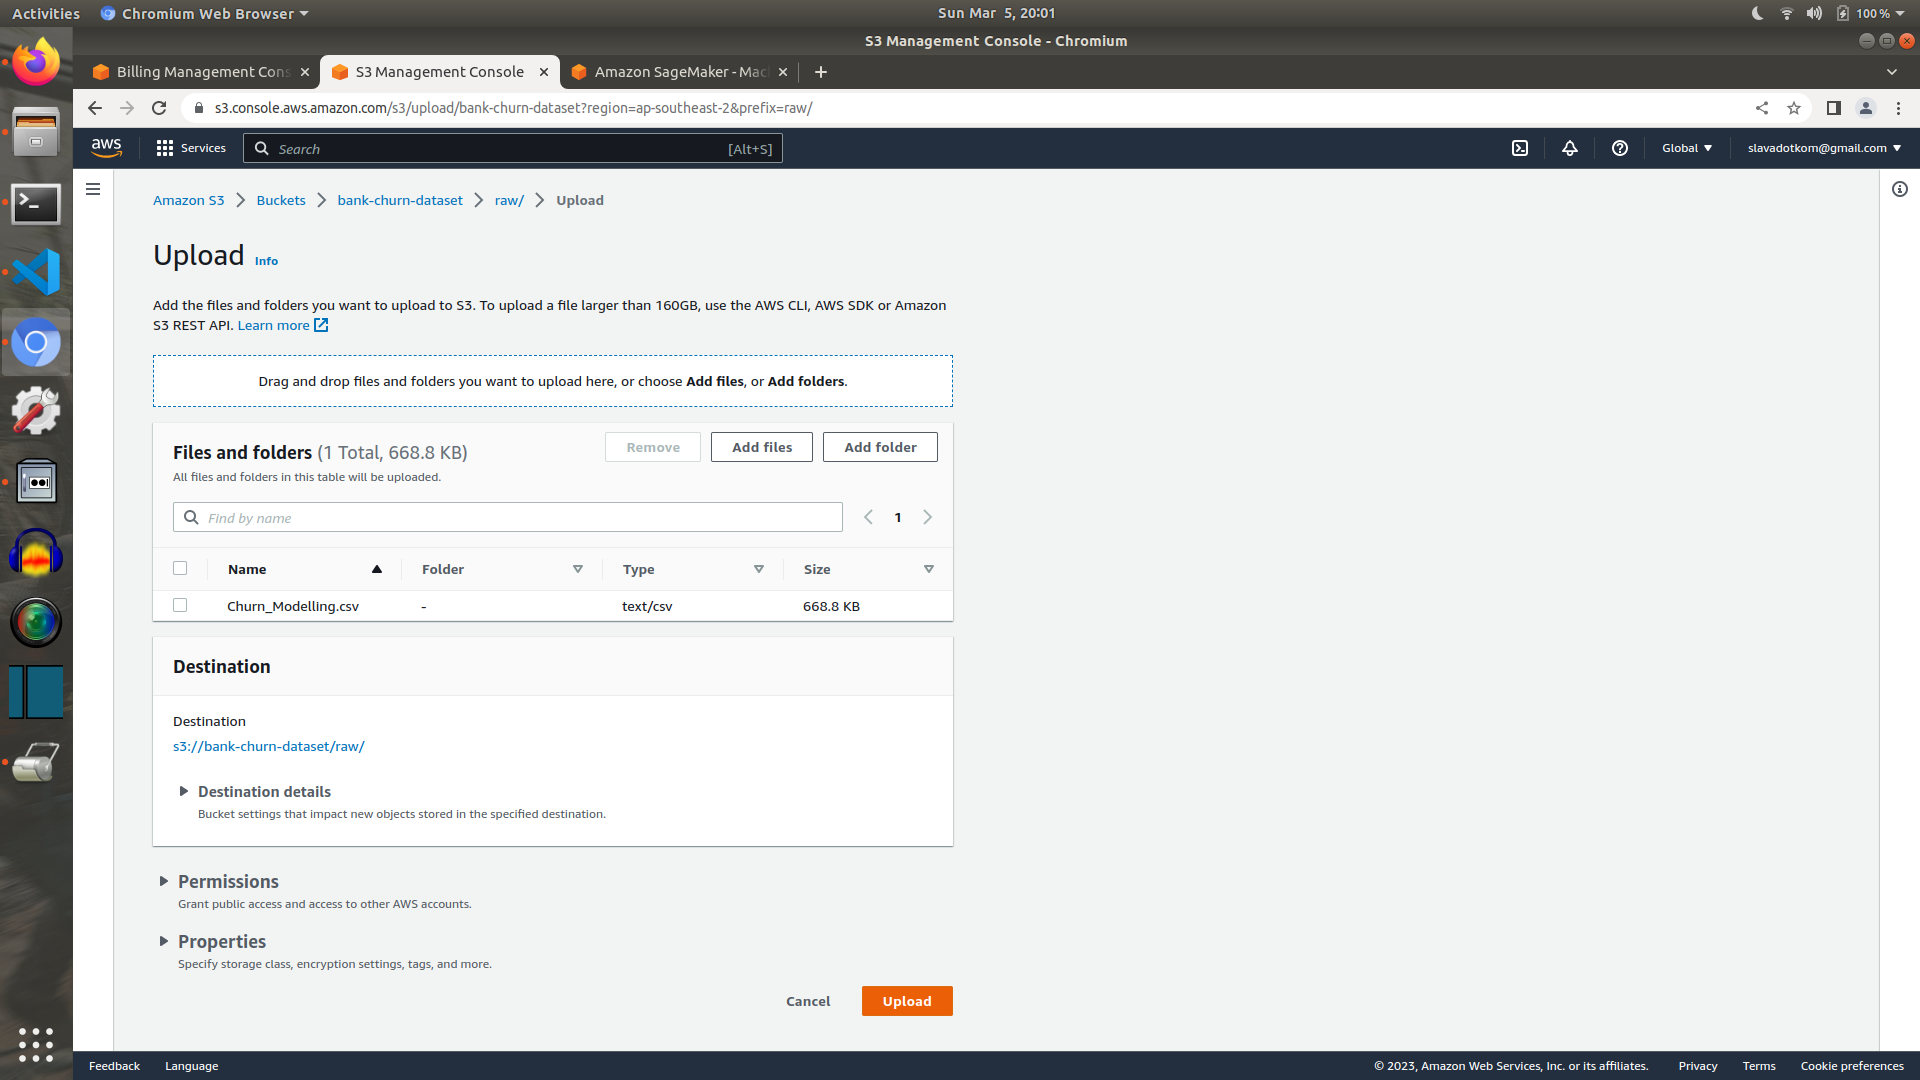 Activities
Chromium Web Browser
Sun Mar 5, 20:01
100 %
S3 Management Console - Chromium
Billing Management Cons
S3 Management Console
Amazon SageMaker - Mac
s3.console.aws.amazon.com/s3/upload/bank-churn-dataset?region=ap-southeast-2&prefix=raw/
aws
Services
Search
[Alt+S]
Global
slavadotkom@gmail.com
Amazon S3
Buckets
bank-churn-dataset
raw/
Upload
Upload
Info
Add the files and folders you want to upload to S3. To upload a file larger than 160GB, use the AWS CLI, AWS SDK or Amazon
S3 REST API. Learn more
Drag and drop files and folders you want to upload here, or choose Add files, or Add folders.
Files and folders (1 Total, 668.8 KB)
Remove
Add files
Add folder
All files and folders in this table will be uploaded.
Find by name
1
Name
Folder
Type
Size
Churn_Modelling.csv
-
text/csv
668.8 KB
Destination
Destination
s3://bank-churn-dataset/raw/
Destination details
Bucket settings that impact new objects stored in the specified destination.
Permissions
Grant public access and access to other AWS accounts.
Properties
Specify storage class, encryption settings, tags, and more.
Cancel
Upload
Feedback
Language
© 2023, Amazon Web Services, Inc. or its affiliates.
Privacy
Terms
Cookie preferences